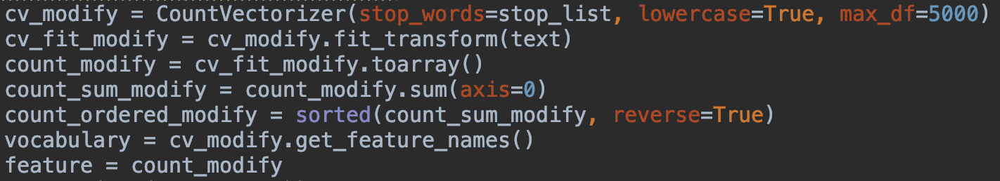 cv_modify = CountVectorizer(stop_words=stop_list, lowercase=True, max_df=5000)
cv_fit_modify = cv_modify.fit_transform(text)
count_modify = cv_fit_modify.toarray()
count_sum_modify = count_modify.sum(axis=0)
count_ordered_modify = sorted(count_sum_modify, reverse=True)
vocabulary = cv_modify.get_feature_names()
feature = count_modify